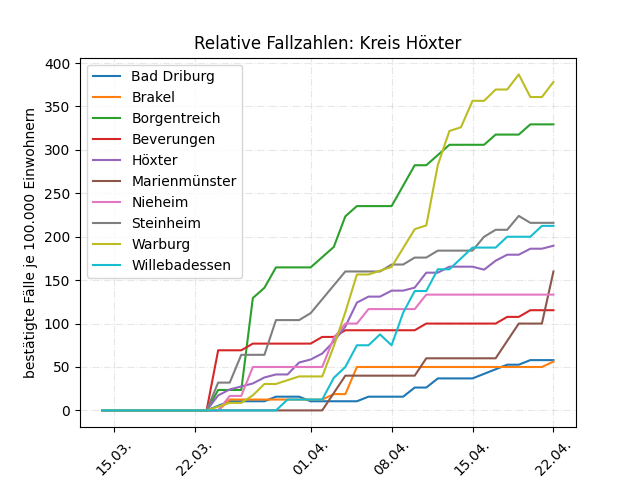 Relative Fallzahlen: Kreis Höxter
bestätigte Fälle je 100.000 Einwohnern
400
350
300
250
200
150
100
50
0
Bad Driburg
Brakel
Borgentreich
Beverungen
Höxter
Marienmünster
Nieheim
Steinheim
Warburg
Willebadessen
15.03.
22.03.
01.04.
08.04.
15.04.
22.04.